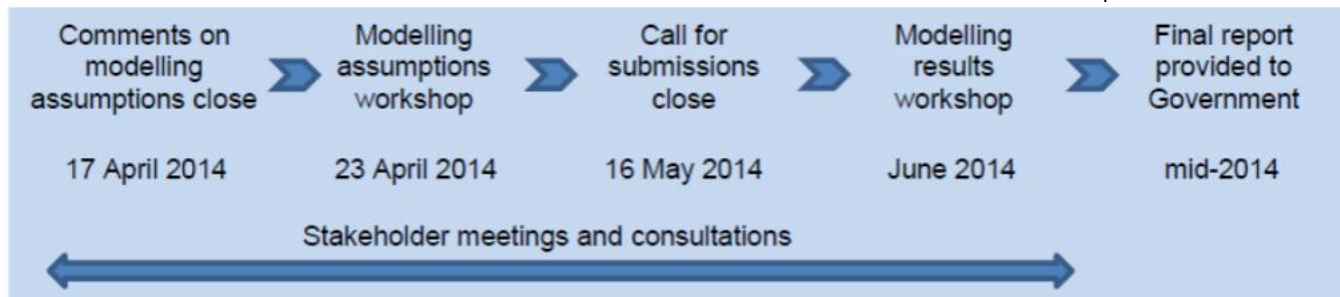 Comments on
modelling
assumptions close
17 April 2014
Modelling
assumptions
workshop
23 April 2014
Call for
submissions
close
16 May 2014
Modelling
results
workshop
June 2014
Final report
provided to
Government
mid-2014
Stakeholder meetings and consultations